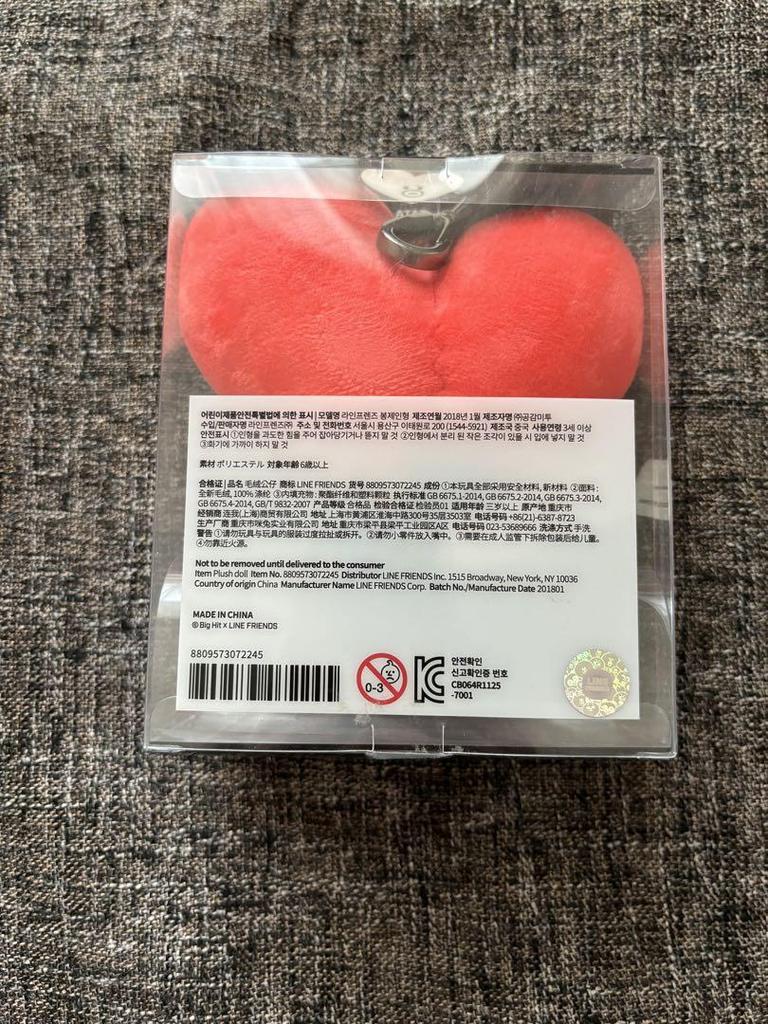 어린이제품안전특별법에 의한 표시 | 모델명 라인프렌즈 봉제인형 제조연월 2018년 1월 제조자명 ㈜공감미투
수입/판매자명 라인프렌즈㈜ 주소 및 전화번호 서울시 용산구 이태원로 200 (1544-5921) 제조국 중국 사용연령 3세 이상
안전표시 ①인형을 과도한 힘을 주어 잡아당기거나 뜯지 말 것 ②인형에서 분리 된 작은 조각이 있을 시 입에 넣지 말 것
③화기에 가까이 하지 말 것
素材 ポリエステル 対象年齢 6歳以上
合格证 | 品名 毛绒公仔 商标 LINE FRIENDS 货号 8809573072245 成份 ①本玩具全部采用安全材料, 新材料 ②面料:
全新毛绒, 100% 涤纶 ③内填充物: 聚酯纤维和塑料颗粒 执行标准 GB 6675.1-2014, GB 6675.2-2014, GB 6675.3-2014,
GB 6675.4-2014, GB/T 9832-2007 产品等级 合格品 检验合格证 检验员01 适用年龄 三岁以上 原产地 重庆市
经销商 连我(上海)商贸有限公司 地址 上海市黄浦区淮海中路300号35层3503室 电话号码 +86(21)-6387-8723
生产厂商 重庆市咪兔实业有限公司 地址 重庆市梁平县梁平工业园区A区 电话号码 023-53689666 洗涤方式 手洗
警告 ①请勿玩具与玩具的服装过度拉扯或拆开。 ②请勿小零件放入嘴中。 ③需要在成人监管下拆除包装后给儿童。
④勿靠近火源。
Not to be removed until delivered to the consumer
Item Plush doll Item No. 8809573072245 Distributor LINE FRIENDS Inc. 1515 Broadway, New York, NY 10036
Country of origin China Manufacturer Name LINE FRIENDS Corp. Batch No./Manufacture Date 201801
MADE IN CHINA
© Big Hit X LINE FRIENDS
8809573072245
0-3
안전확인
신고확인증 번호
CB064R1125
-7001
LINE
FRIENDS